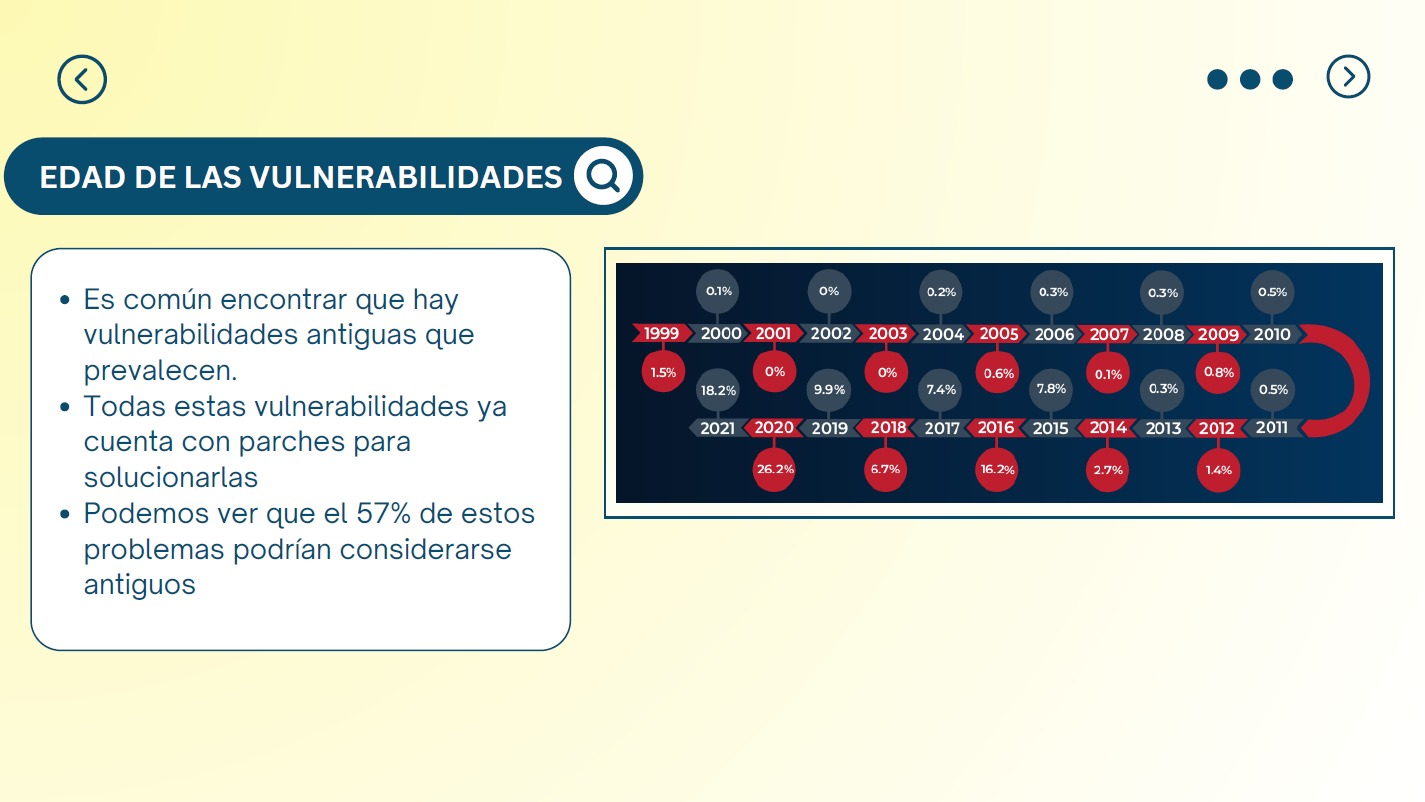 EDAD DE LAS VULNERABILIDADES
Es común encontrar que hay
vulnerabilidades antiguas que
prevalecen.
Todas estas vulnerabilidades ya
cuenta con parches para
solucionarlas
Podemos ver que el 57% de estos
problemas podrían considerarse
antiguos
0.1% 0% 0.2% 0.3% 0.3% 0.5%
1999 2000 2001 2002 2003 2004 2005 2006 2007 2008 2009 2010
1.5% 0% 0% 0.6% 0.1% 0.8%
18.2% 9.9% 7.4% 7.8% 0.3% 0.5%
2021 2020 2019 2018 2017 2016 2015 2014 2013 2012 2011
26.2% 6.7% 16.2% 2.7% 1.4%